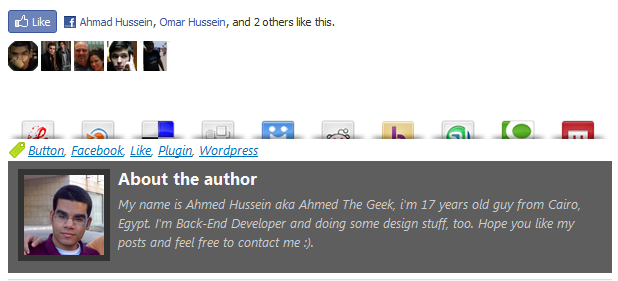 Like Ahmad Hussein, Omar Hussein, and 2 others like this.
Button, Facebook, Like, Plugin, Wordpress
About the author
My name is Ahmed Hussein aka Ahmed The Geek, i'm 17 years old guy from Cairo,
Egypt. I'm Back-End Developer and doing some design stuff, too. Hope you like my
posts and feel free to contact me :).